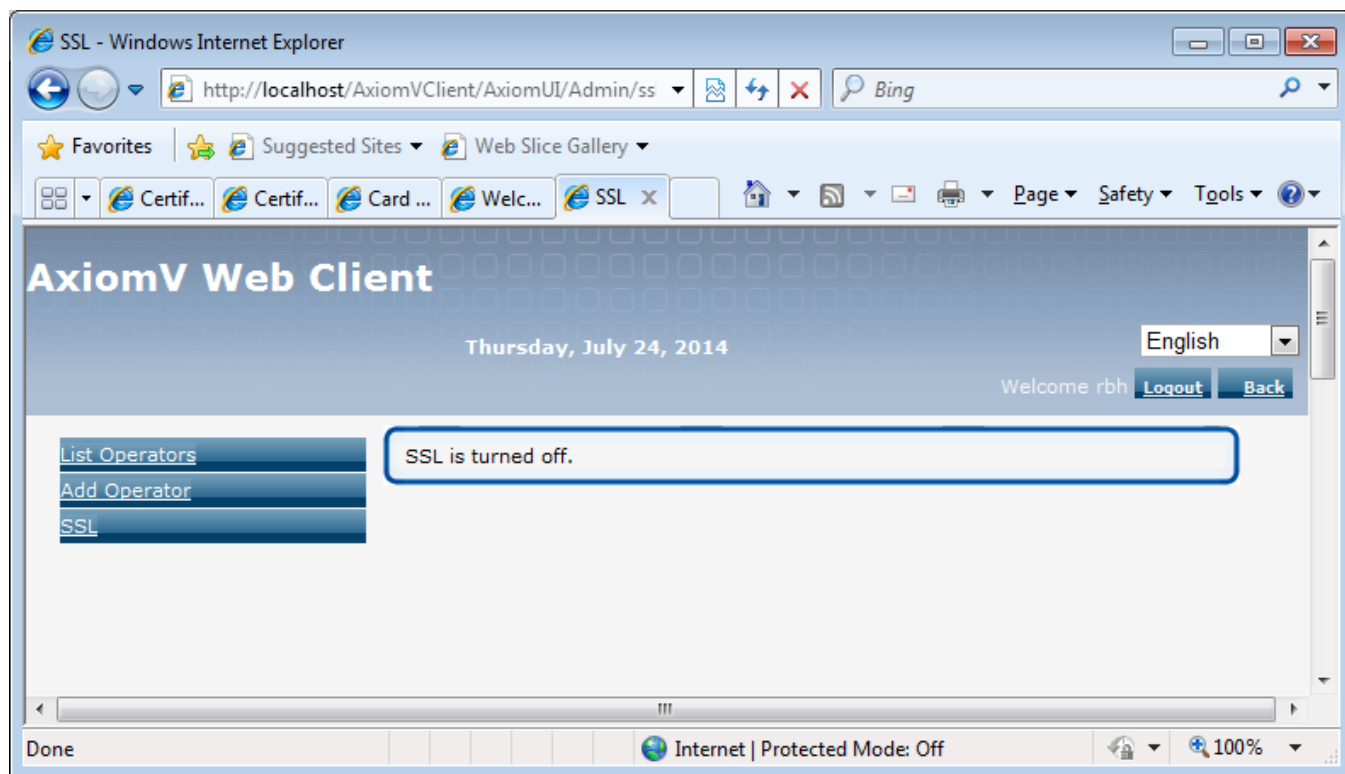 SSL - Windows Internet Explorer
http://localhost/AxiomVClient/AxiomUI/Admin/ss
Bing
Favorites Suggested Sites Web Slice Gallery
Certif... Certif... Card ... Welc... SSL Page Safety Tools
AxiomV Web Client
English
Thursday, July 24, 2014
Welcome rbh Logout Back
List Operators
SSL is turned off.
Add Operator
SSL
Done Internet | Protected Mode: Off 100%